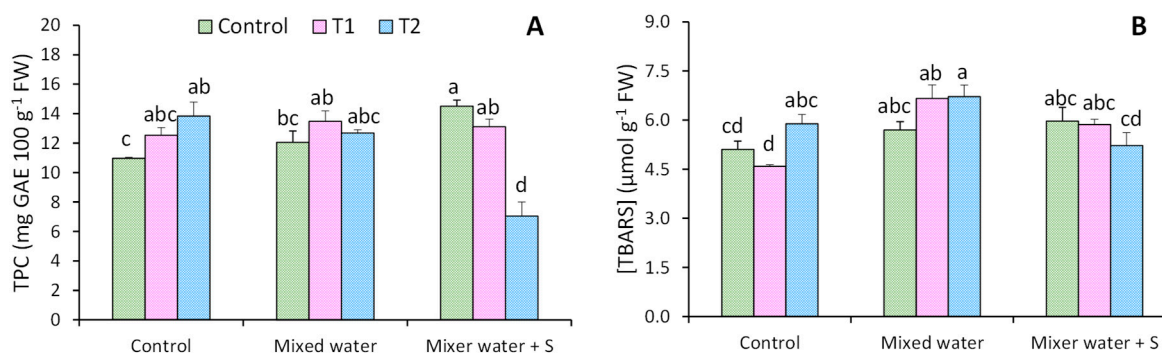 TPC (mg GAE 100 g⁻¹ FW)
20
18
16
14
12
10
8
6
4
2
0
Control T1 T2
A
c abc ab
bc ab abc
a ab d
Control Mixed water Mixer water + S
[TBARS] (µmol g⁻¹ FW)
9.0
7.5
6.0
4.5
3.0
1.5
0.0
B
cd d abc
abc ab a
abc abc cd
Control Mixed water Mixer water + S